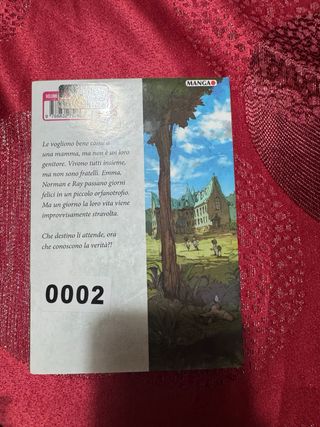 MANGA
VOLUME
Le vogliono bene come a
una mamma, ma non è un loro
genitore. Vivono tutti insieme,
ma non sono fratelli. Emma,
Norman e Ray passano giorni
felici in un piccolo orfanotrofio.
Ma un giorno la loro vita viene
improvvisamente stravolta.
Che destino li attende, ora
che conoscono la verità?!
0002